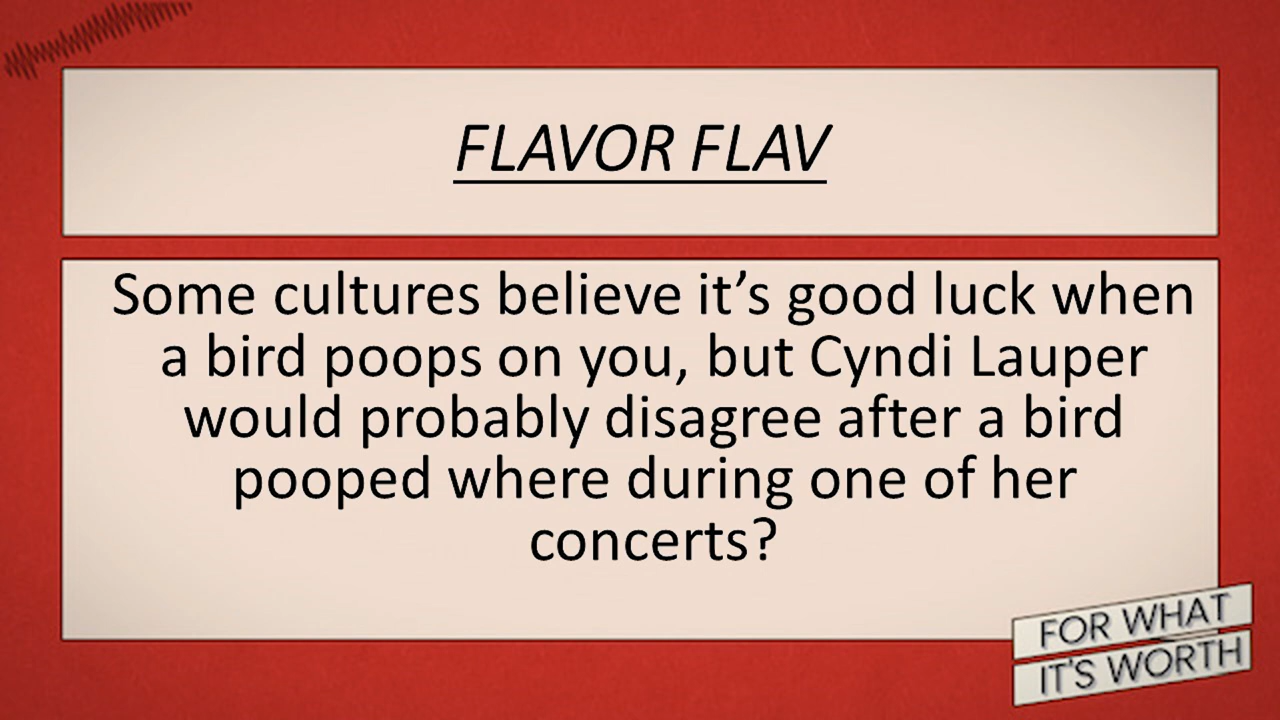 FLAVOR FLAV
Some cultures believe it’s good luck when
a bird poops on you, but Cyndi Lauper
would probably disagree after a bird
pooped where during one of her
concerts?
FOR WHAT
IT'S WORTH